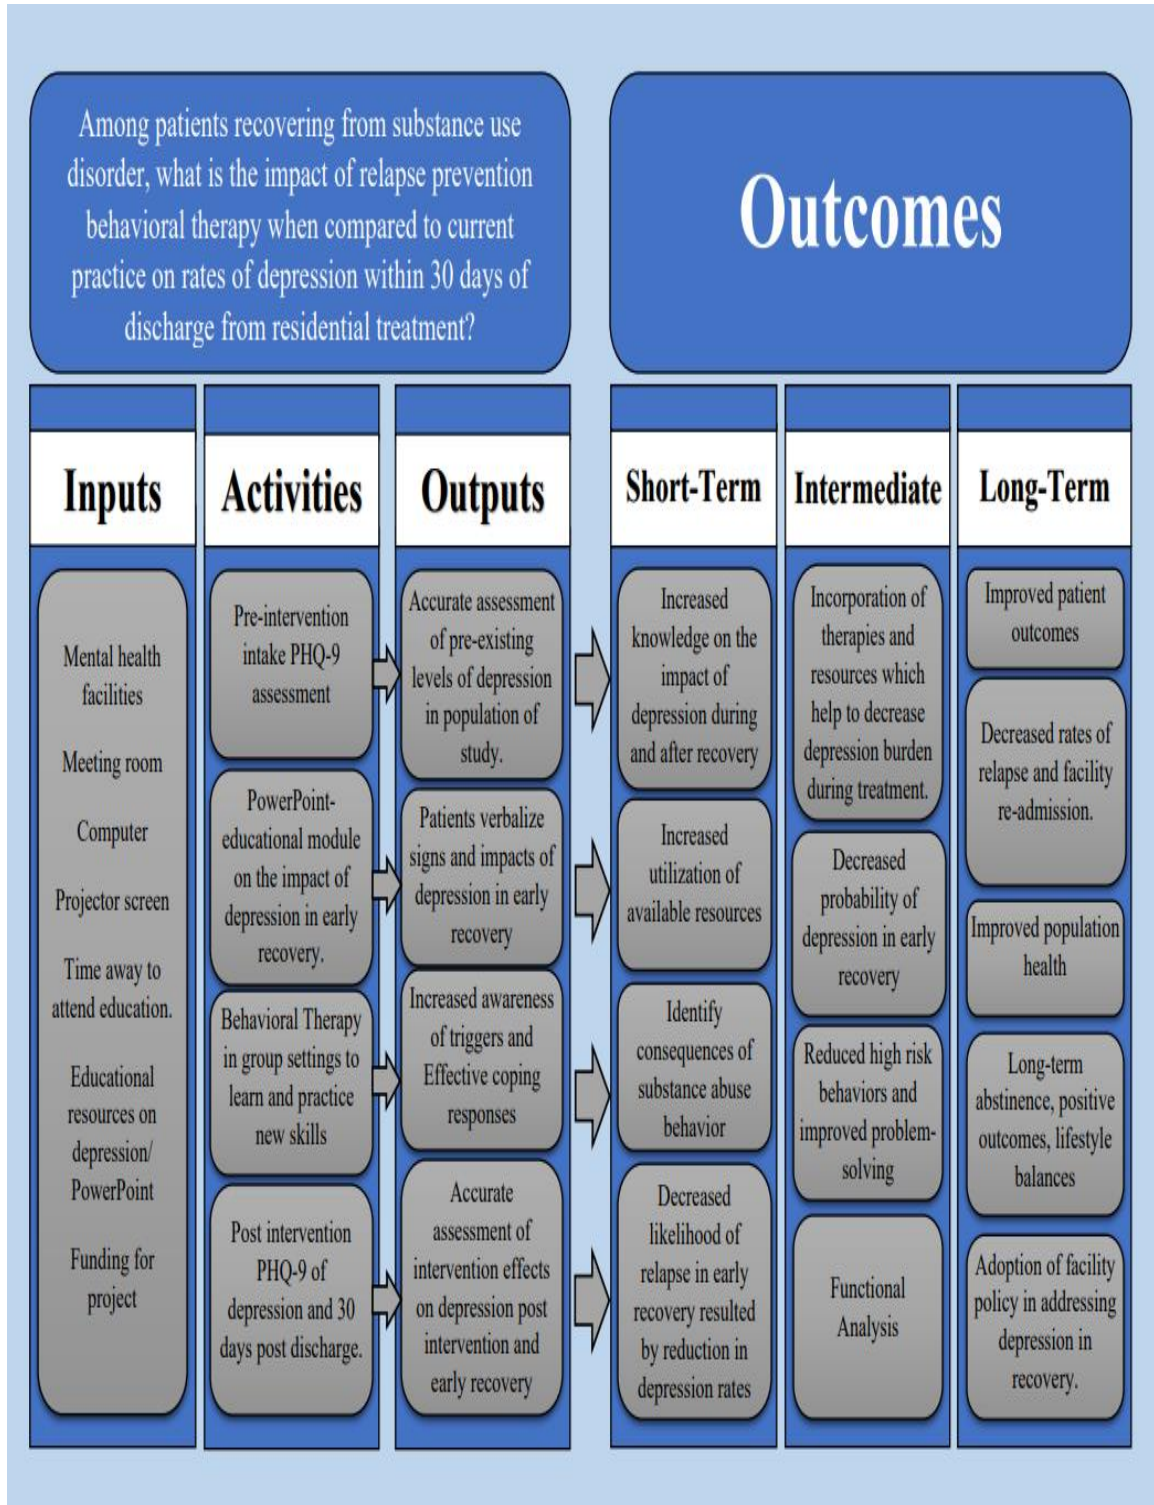 Among patients recovering from substance use
disorder, what is the impact of relapse prevention
behavioral therapy when compared to current
practice on rates of depression within 30 days of
discharge from residential treatment?
Outcomes
Inputs
Mental health
facilities
Meeting room
Computer
Projector screen
Time away to
attend education.
Educational
resources on
depression/
PowerPoint
Funding for
project
Activities
Pre-intervention
intake PHQ-9
assessment
PowerPoint-
educational module
on the impact of
depression in early
recovery.
Behavioral Therapy
in group settings to
learn and practice
new skills
Post intervention
PHQ-9 of
depression and 30
days post discharge.
Outputs
Accurate assessment
of pre-existing
levels of depression
in population of
study.
Patients verbalize
signs and impacts of
depression in early
recovery
Increased awareness
of triggers and
Effective coping
responses
Accurate
assessment of
intervention effects
on depression post
intervention and
early recovery
Short-Term
Increased
knowledge on the
impact of
depression during
and after recovery
Increased
utilization of
available resources
Identify
consequences of
substance abuse
behavior
Decreased
likelihood of
relapse in early
recovery resulted
by reduction in
depression rates
Intermediate
Incorporation of
therapies and
resources which
help to decrease
depression burden
during treatment.
Decreased
probability of
depression in early
recovery
Reduced high risk
behaviors and
improved problem-
solving
Functional
Analysis
Long-Term
Improved patient
outcomes
Decreased rates of
relapse and facility
re-admission.
Improved population
health
Long-term
abstinence, positive
outcomes, lifestyle
balances
Adoption of facility
policy in addressing
depression in
recovery.